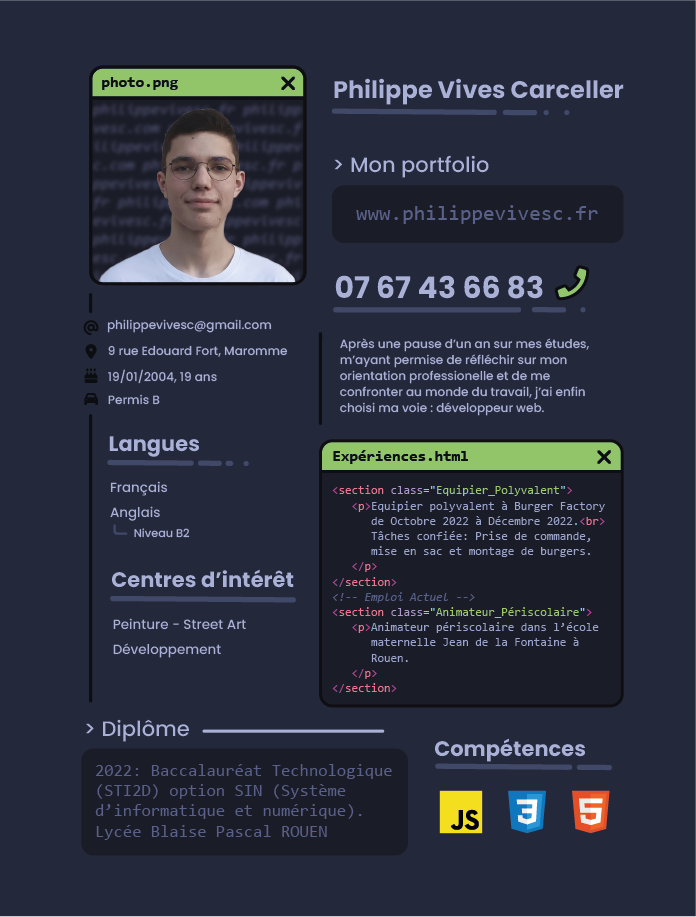 photo.png
Philippe Vives Carceller
> Mon portfolio
www.philippevivesc.fr
07 67 43 66 83
philippevivesc@gmail.com
9 rue Edouard Fort, Maromme
19/01/2004, 19 ans
Permis B
Après une pause d'un an sur mes études,
m'ayant permise de réfléchir sur mon
orientation professionelle et de me
confronter au monde du travail, j'ai enfin
choisi ma voie : développeur web.
Langues
Français
Anglais
Niveau B2
Centres d'intérêt
Peinture - Street Art
Développement
Expériences.html
<section class="Equipier_Polyvalent">
<p>Equipier polyvalent à Burger Factory
de Octobre 2022 à Décembre 2022.<br>
Tâches confiée: Prise de commande,
mise en sac et montage de burgers.
</p>
</section>
<!-- Emploi Actuel -->
<section class="Animateur_Périscolaire">
<p>Animateur périscolaire dans l'école
maternelle Jean de la Fontaine à
Rouen.
</p>
</section>
> Diplôme
2022: Baccalauréat Technologique
(STI2D) option SIN (Système
d'informatique et numérique).
Lycée Blaise Pascal ROUEN
Compétences
JS
3
5